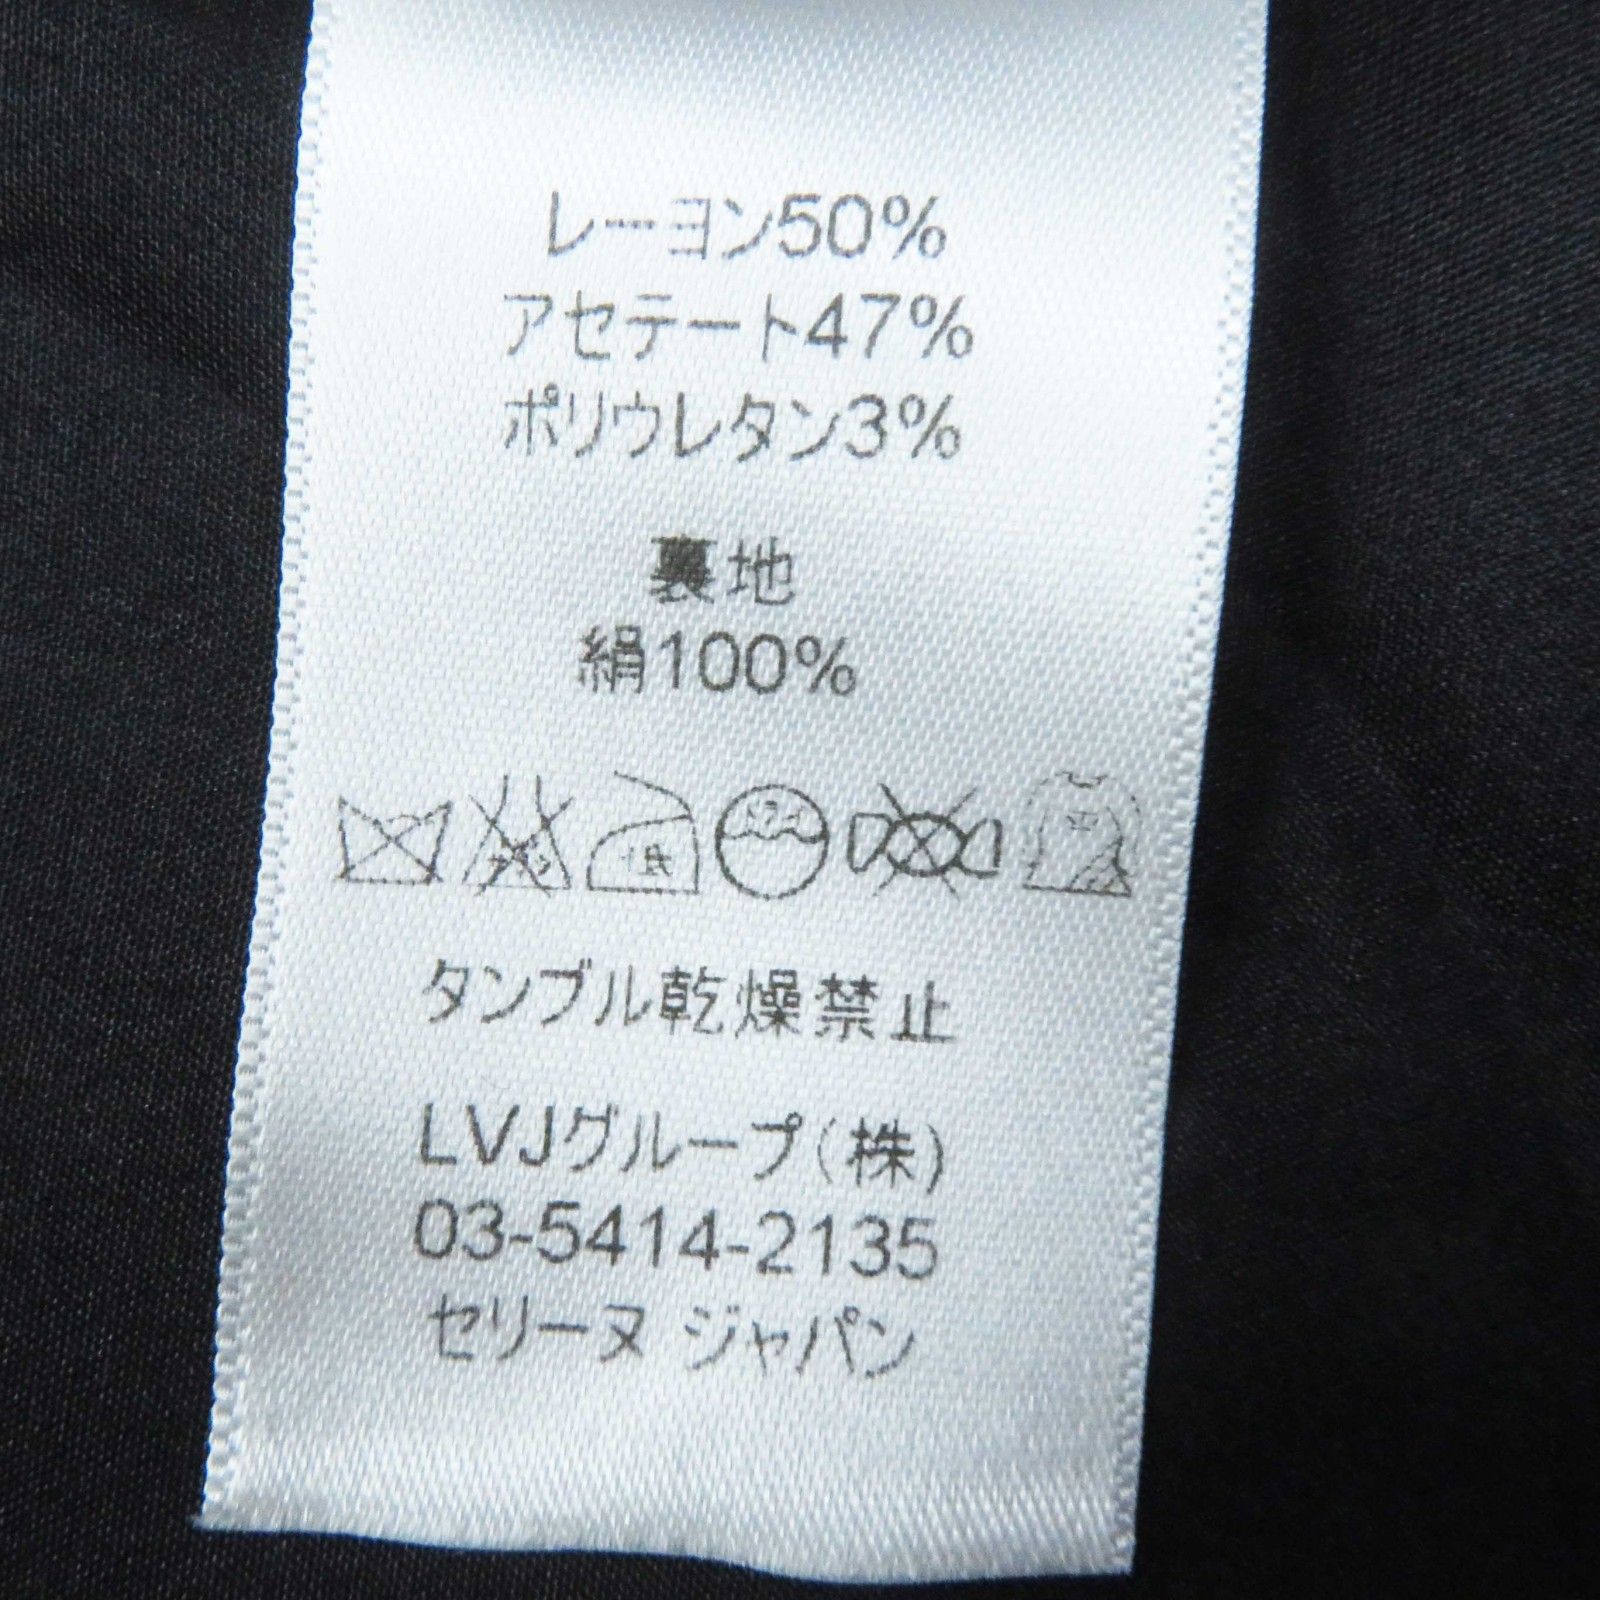 レーヨン50%
アセテート47%
ポリウレタン3%
裏地
絹100%
タンブル乾燥禁止
LVJグループ(株)
03-5414-2135
セリーヌ ジャパン